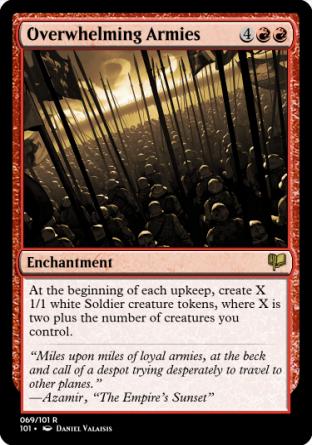 Overwhelming Armies 4
Enchantment
At the beginning of each upkeep, create X
1/1 white Soldier creature tokens, where X is
two plus the number of creatures you
control.
“Miles upon miles of loyal armies, at the beck
and call of a despot trying desperately to travel to
other planes.”
—Azamir, “The Empire’s Sunset”
069/101 R
101 • Daniel Valaisis